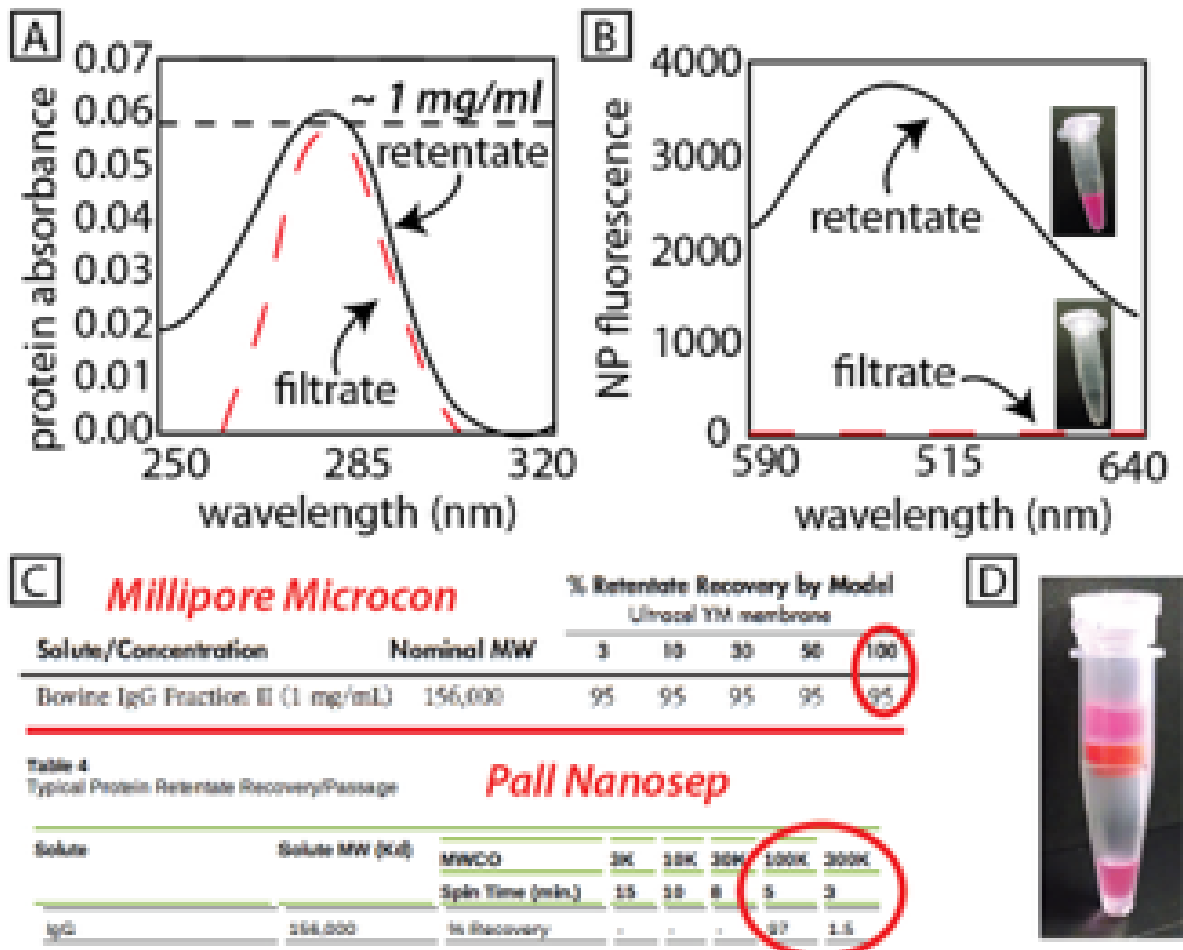 A
0.07
0.06
0.05
0.04
0.03
0.02
0.01
0.00
protein absorbance
~ 1 mg/ml
retentate
filtrate
250 285 320
wavelength (nm)
B
4000
3000
2000
1000
0
NP fluorescence
retentate
filtrate
590 515 640
wavelength (nm)
C
Millipore Microcon
% Retentate Recovery by Model
Ultracel YM membrane
Solute/Concentration Nominal MW 3 10 30 50 100
Bovine IgG Fraction II (1 mg/mL) 156,000 95 95 95 95 95
Table 4
Typical Protein Retentate Recovery/Passage
Pall Nanosep
Solute Solute MW (Kd) MWCO 3K 10K 30K 100K 300K
Spin Time (min.) 15 10 8 5 3
IgG 156,000 % Recovery - - - 97 1.5
D